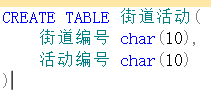 CREATE TABLE 街道活动(
街道编号 char(10),
活动编号 char(10)
)